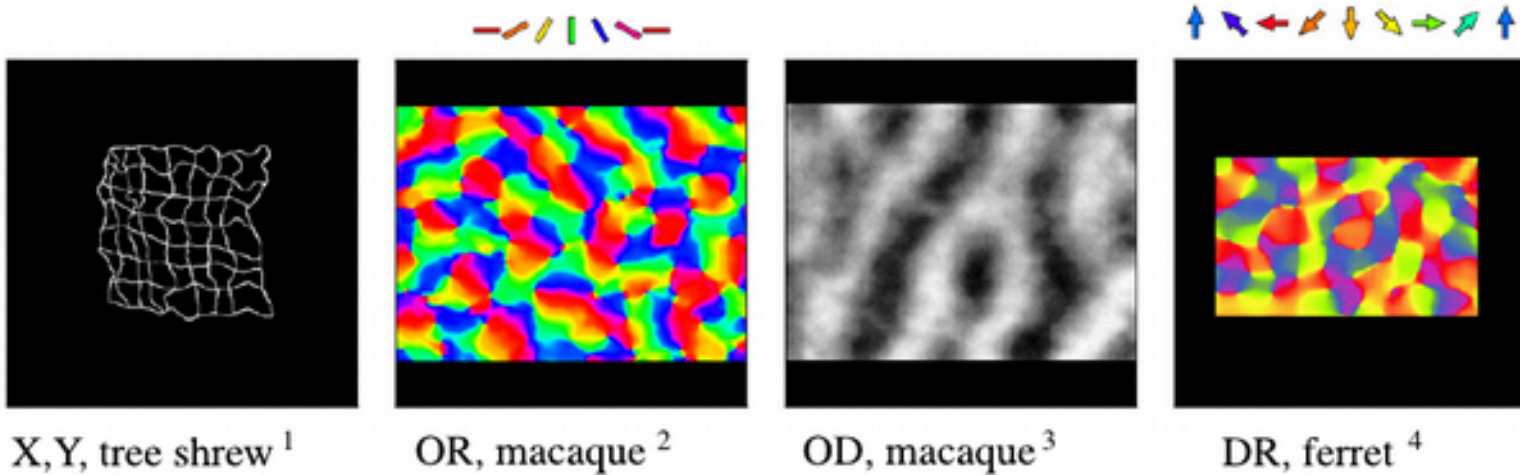 X,Y, tree shrew 1
OR, macaque 2
OD, macaque 3
DR, ferret 4